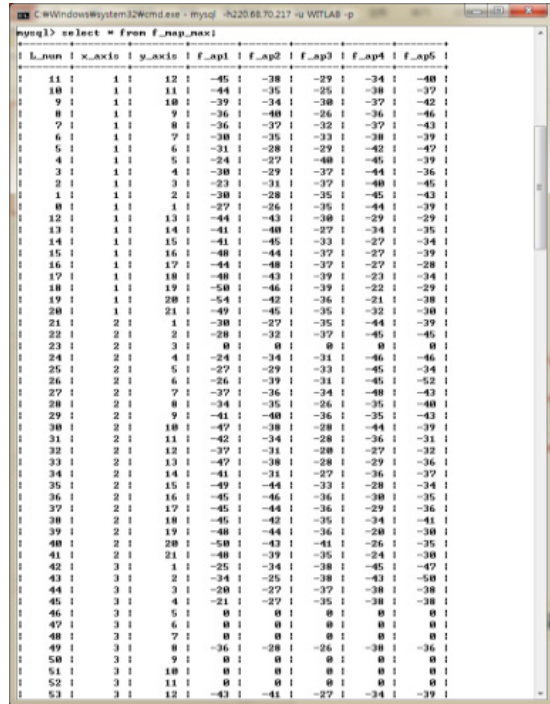 C:₩Windows₩system32₩cmd.exe - mysql -h220.68.70.217 -u WITLAB -p
mysql> select * from f_map_max;
| L_num | x_axis | y_axis | f_ap1 | f_ap2 | f_ap3 | f_ap4 | f_ap5 |
| 11 | 1 | 12 | -45 | -38 | -29 | -34 | -40 |
| 10 | 1 | 11 | -44 | -35 | -25 | -38 | -37 |
| 9 | 1 | 10 | -39 | -34 | -30 | -37 | -42 |
| 8 | 1 | 9 | -36 | -40 | -26 | -36 | -46 |
| 7 | 1 | 8 | -36 | -37 | -32 | -37 | -43 |
| 6 | 1 | 7 | -30 | -35 | -33 | -38 | -39 |
| 5 | 1 | 6 | -31 | -28 | -29 | -42 | -47 |
| 4 | 1 | 5 | -24 | -27 | -40 | -45 | -39 |
| 3 | 1 | 4 | -30 | -29 | -37 | -44 | -36 |
| 2 | 1 | 3 | -23 | -31 | -37 | -40 | -45 |
| 1 | 1 | 2 | -30 | -28 | -35 | -45 | -43 |
| 0 | 1 | 1 | -27 | -26 | -35 | -44 | -39 |
| 12 | 1 | 13 | -44 | -43 | -30 | -29 | -29 |
| 13 | 1 | 14 | -41 | -40 | -27 | -34 | -35 |
| 14 | 1 | 15 | -41 | -45 | -33 | -27 | -34 |
| 15 | 1 | 16 | -48 | -44 | -37 | -27 | -39 |
| 16 | 1 | 17 | -44 | -48 | -37 | -27 | -28 |
| 17 | 1 | 18 | -48 | -43 | -39 | -23 | -34 |
| 18 | 1 | 19 | -50 | -46 | -39 | -22 | -29 |
| 19 | 1 | 20 | -54 | -42 | -36 | -21 | -38 |
| 20 | 1 | 21 | -49 | -45 | -35 | -32 | -30 |
| 21 | 2 | 1 | -30 | -27 | -35 | -44 | -39 |
| 22 | 2 | 2 | -28 | -32 | -37 | -45 | -45 |
| 23 | 2 | 3 | 0 | 0 | 0 | 0 | 0 |
| 24 | 2 | 4 | -24 | -34 | -31 | -46 | -46 |
| 25 | 2 | 5 | -27 | -29 | -33 | -45 | -34 |
| 26 | 2 | 6 | -26 | -39 | -31 | -45 | -52 |
| 27 | 2 | 7 | -37 | -36 | -34 | -48 | -43 |
| 28 | 2 | 8 | -34 | -35 | -26 | -35 | -40 |
| 29 | 2 | 9 | -41 | -40 | -36 | -35 | -43 |
| 30 | 2 | 10 | -47 | -38 | -28 | -44 | -39 |
| 31 | 2 | 11 | -42 | -34 | -28 | -36 | -31 |
| 32 | 2 | 12 | -37 | -31 | -20 | -27 | -32 |
| 33 | 2 | 13 | -47 | -38 | -28 | -29 | -36 |
| 34 | 2 | 14 | -41 | -31 | -27 | -36 | -37 |
| 35 | 2 | 15 | -49 | -44 | -33 | -28 | -34 |
| 36 | 2 | 16 | -45 | -46 | -36 | -30 | -35 |
| 37 | 2 | 17 | -45 | -44 | -36 | -29 | -36 |
| 38 | 2 | 18 | -45 | -42 | -35 | -34 | -41 |
| 39 | 2 | 19 | -48 | -44 | -36 | -20 | -30 |
| 40 | 2 | 20 | -50 | -43 | -41 | -26 | -35 |
| 41 | 2 | 21 | -48 | -39 | -35 | -24 | -30 |
| 42 | 3 | 1 | -25 | -34 | -38 | -45 | -47 |
| 43 | 3 | 2 | -34 | -25 | -38 | -43 | -50 |
| 44 | 3 | 3 | -20 | -27 | -37 | -38 | -38 |
| 45 | 3 | 4 | -21 | -27 | -35 | -38 | -38 |
| 46 | 3 | 5 | 0 | 0 | 0 | 0 | 0 |
| 47 | 3 | 6 | 0 | 0 | 0 | 0 | 0 |
| 48 | 3 | 7 | 0 | 0 | 0 | 0 | 0 |
| 49 | 3 | 8 | -36 | -28 | -26 | -38 | -36 |
| 50 | 3 | 9 | 0 | 0 | 0 | 0 | 0 |
| 51 | 3 | 10 | 0 | 0 | 0 | 0 | 0 |
| 52 | 3 | 11 | 0 | 0 | 0 | 0 | 0 |
| 53 | 3 | 12 | -43 | -41 | -27 | -34 | -39 |